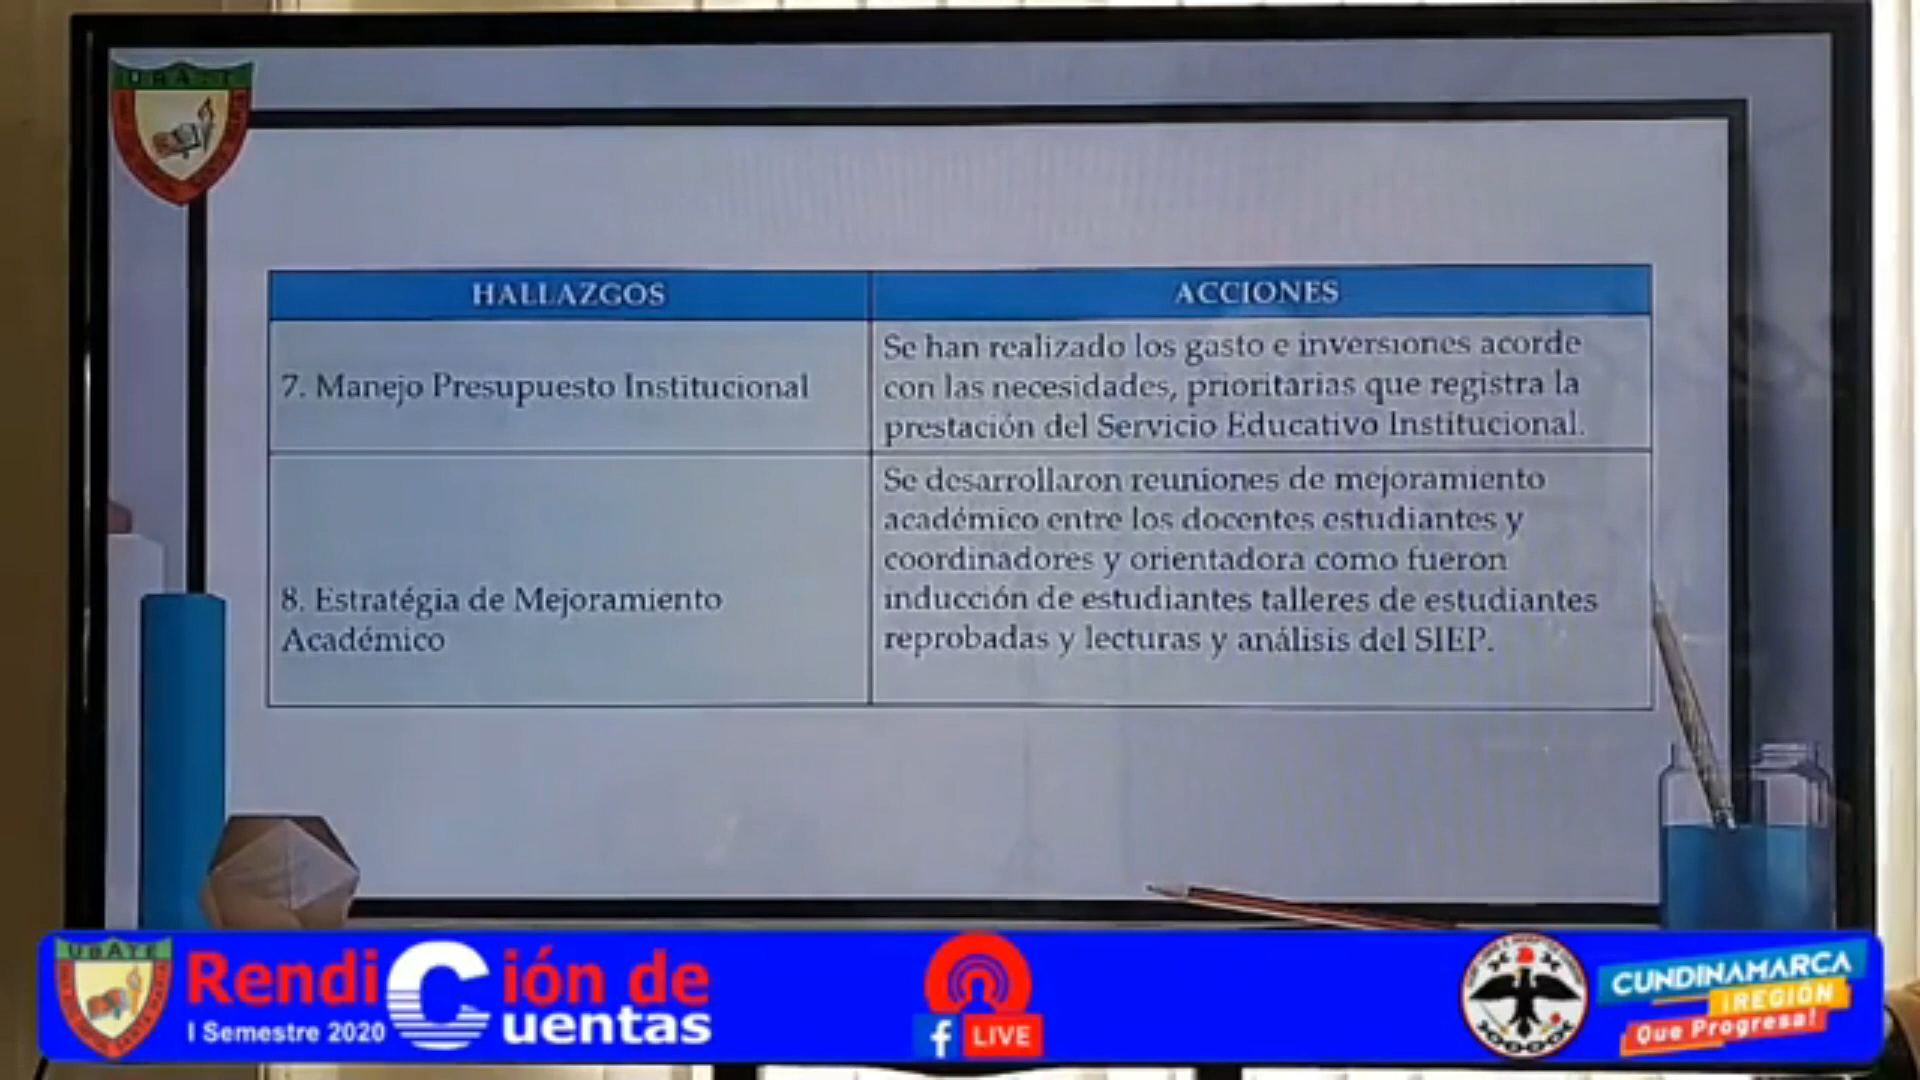 UBATE
HALLAZGOS
ACCIONES
7. Manejo Presupuesto Institucional
Se han realizado los gasto e inversiones acorde
con las necesidades, prioritarias que registra la
prestación del Servicio Educativo Institucional.
8. Estratégia de Mejoramiento
Académico
Se desarrollaron reuniones de mejoramiento
académico entre los docentes estudiantes y
coordinadores y orientadora como fueron
inducción de estudiantes talleres de estudiantes
reprobadas y lecturas y análisis del SIEP.
UBATE
Rendición de
Cuentas
I Semestre 2020
f LIVE
CUNDINAMARCA
¡REGIÓN
Que Progresa!